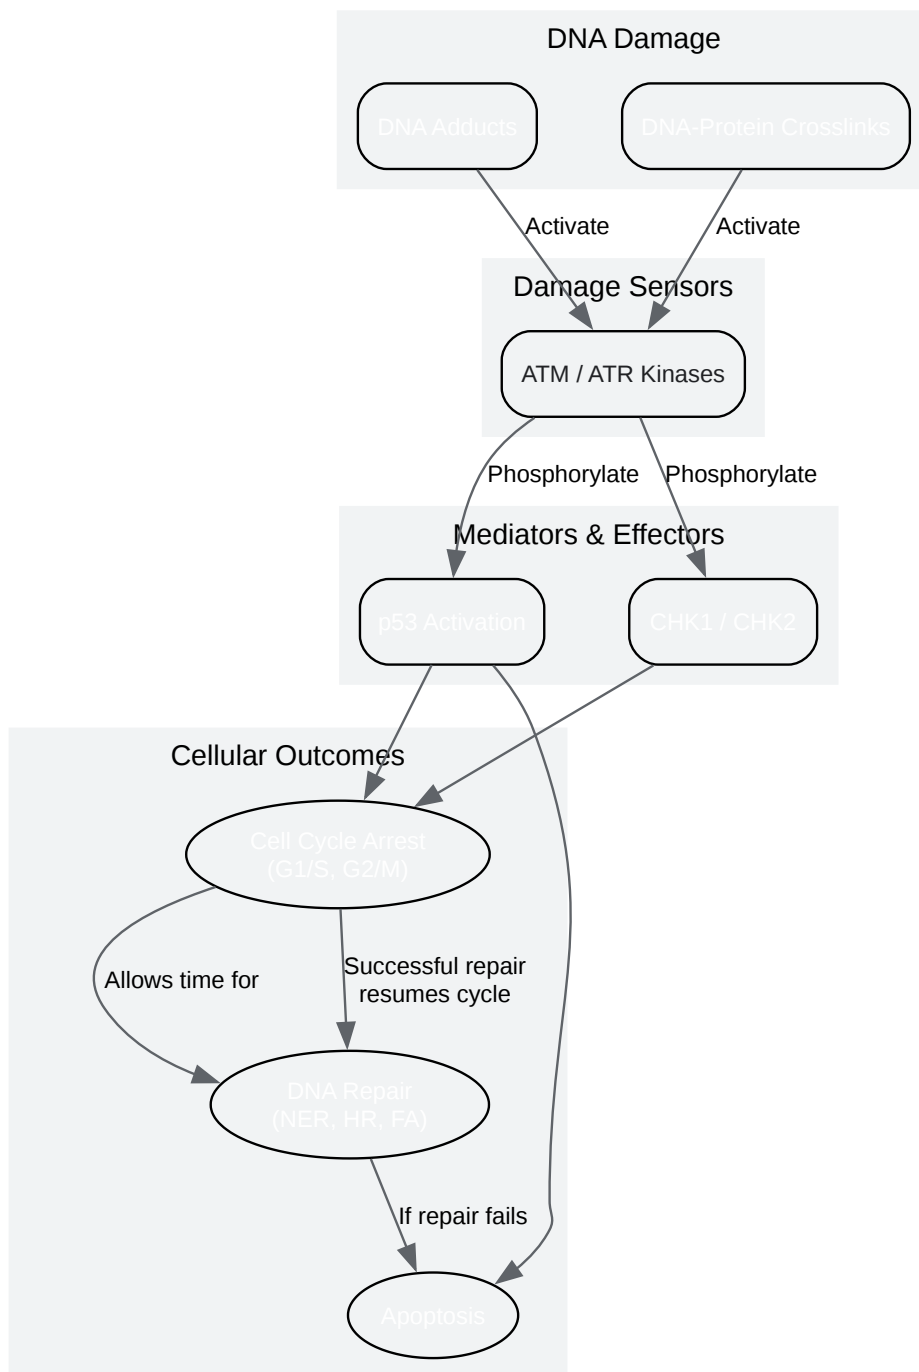 DNA Damage
DNA Adducts
DNA-Protein Crosslinks
Activate
Activate
Damage Sensors
ATM / ATR Kinases
Phosphorylate
Phosphorylate
Mediators & Effectors
p53 Activation
CHK1 / CHK2
Cellular Outcomes
Cell Cycle Arrest
(G1/S, G2/M)
Allows time for
Successful repair
resumes cycle
DNA Repair
(NER, HR, FA)
If repair fails
Apoptosis